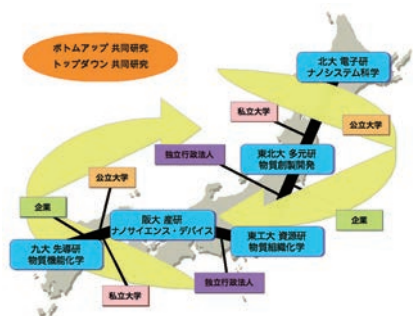 ボトムアップ 共同研究
トップダウン 共同研究
北大 電子研
ナノシステム科学
私立大学
公立大学
独立行政法人
東北大 多元研
物質創製開発
公立大学
企業
阪大 産研
ナノサイエンス・デバイス
企業
九大 先導研
物質機能化学
東工大 資源研
物質組織化学
私立大学
独立行政法人